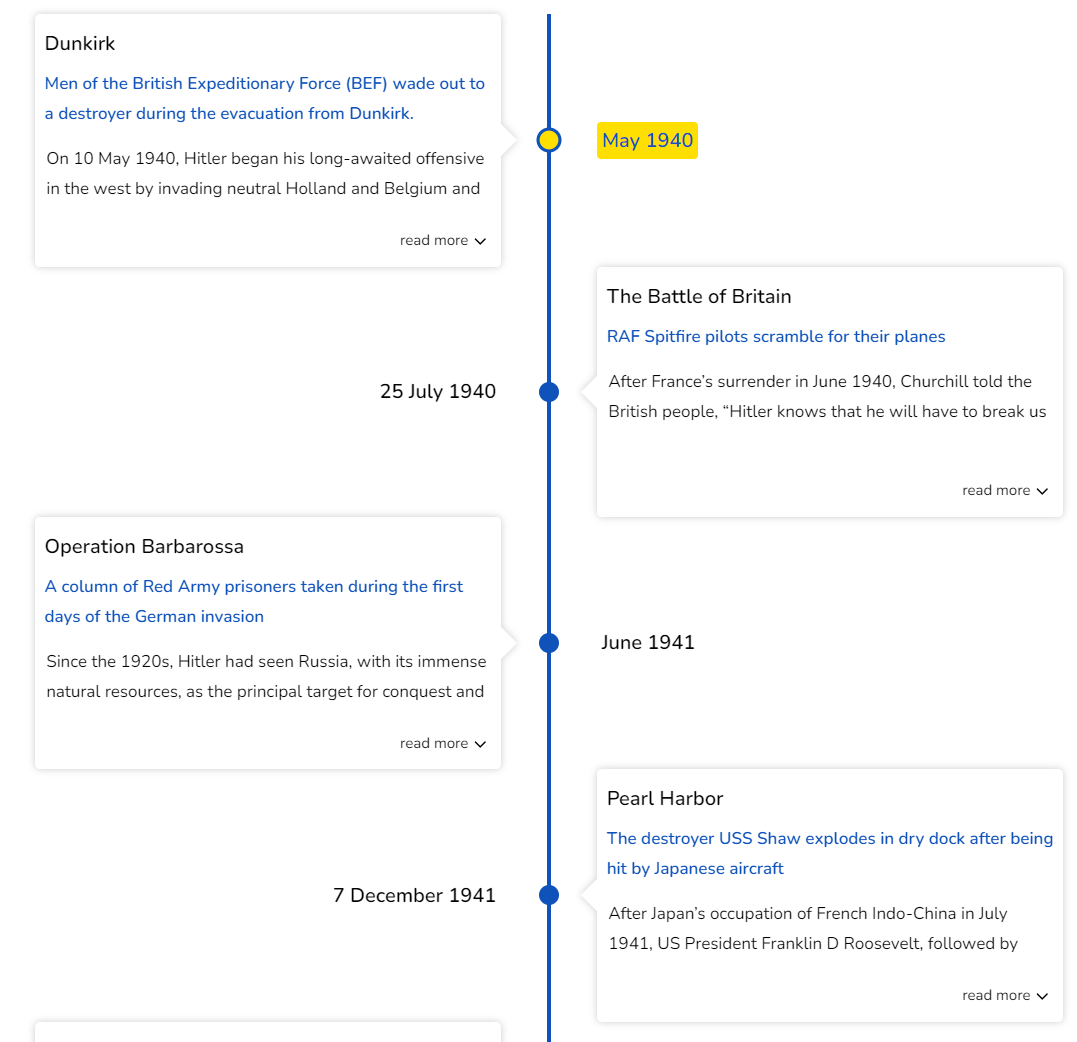 Dunkirk
Men of the British Expeditionary Force (BEF) wade out to
a destroyer during the evacuation from Dunkirk.
On 10 May 1940, Hitler began his long-awaited offensive
in the west by invading neutral Holland and Belgium and
read more
May 1940
The Battle of Britain
RAF Spitfire pilots scramble for their planes
After France’s surrender in June 1940, Churchill told the
British people, “Hitler knows that he will have to break us
read more
25 July 1940
Operation Barbarossa
A column of Red Army prisoners taken during the first
days of the German invasion
Since the 1920s, Hitler had seen Russia, with its immense
natural resources, as the principal target for conquest and
read more
June 1941
Pearl Harbor
The destroyer USS Shaw explodes in dry dock after being
hit by Japanese aircraft
After Japan’s occupation of French Indo-China in July
1941, US President Franklin D Roosevelt, followed by
read more
7 December 1941